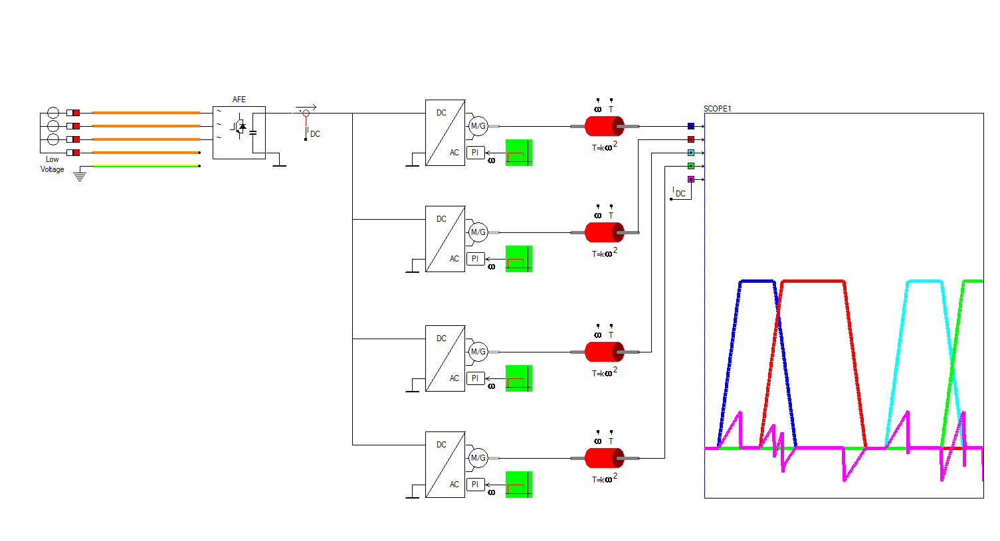 AFE
~
~
~
Low
Voltage
I DC
DC
AC
M/G
PI
ω
ω T
T=kω²
DC
AC
M/G
PI
ω
ω T
T=kω²
DC
AC
M/G
PI
ω
ω T
T=kω²
DC
AC
M/G
PI
ω
ω T
T=kω²
SCOPE1
I DC